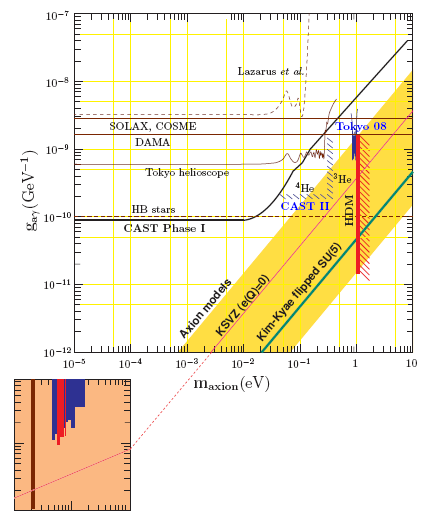 10⁻⁷
Lazarus et al.
10⁻⁸
SOLAX, COSME
Tokyo 08
DAMA
10⁻⁹
Tokyo helioscope
³He
⁴He
HB stars
CAST II
HDM
10⁻¹⁰
CAST Phase I
Axion models
KSVZ (e(Q)=0)
Kim-Kyae flipped SU(5)
10⁻¹¹
10⁻¹²
g_aγ(GeV⁻¹)
10⁻⁵ 10⁻⁴ 10⁻³ 10⁻² 10⁻¹ 1 10
m_axion(eV)